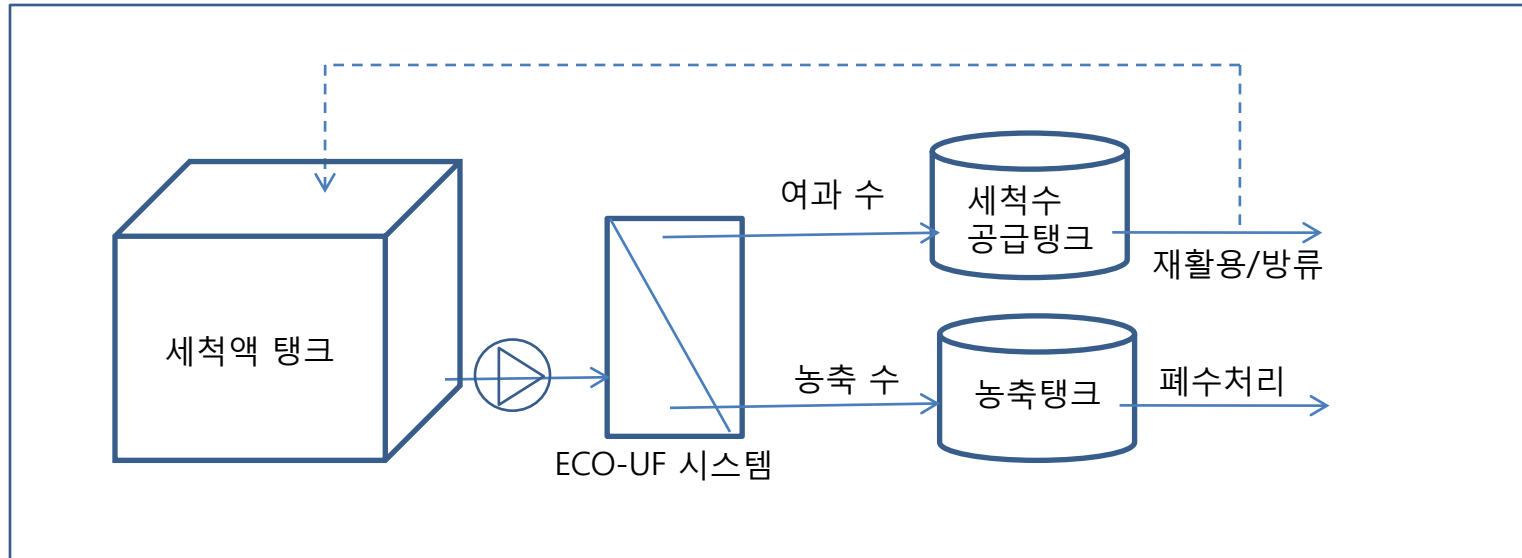 여과 수
세척수
공급탱크
재활용/방류
세척액 탱크
농축 수
농축탱크
폐수처리
ECO-UF 시스템